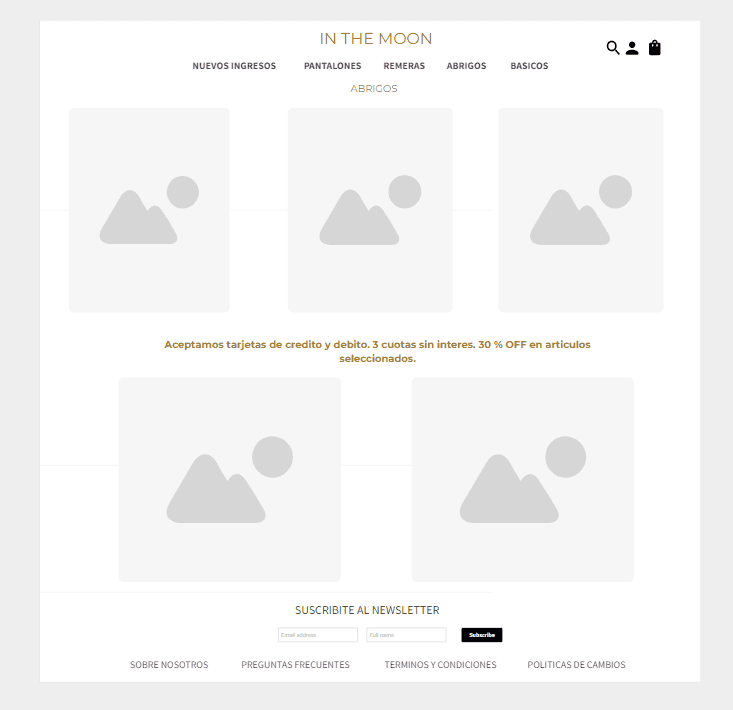 IN THE MOON
NUEVOS INGRESOS PANTALONES REMERAS ABRIGOS BASICOS
ABRIGOS
Aceptamos tarjetas de credito y debito. 3 cuotas sin interes. 30 % OFF en articulos
seleccionados.
SUSCRIBITE AL NEWSLETTER
Email address Full name Subscribe
SOBRE NOSOTROS PREGUNTAS FRECUENTES TERMINOS Y CONDICIONES POLITICAS DE CAMBIOS